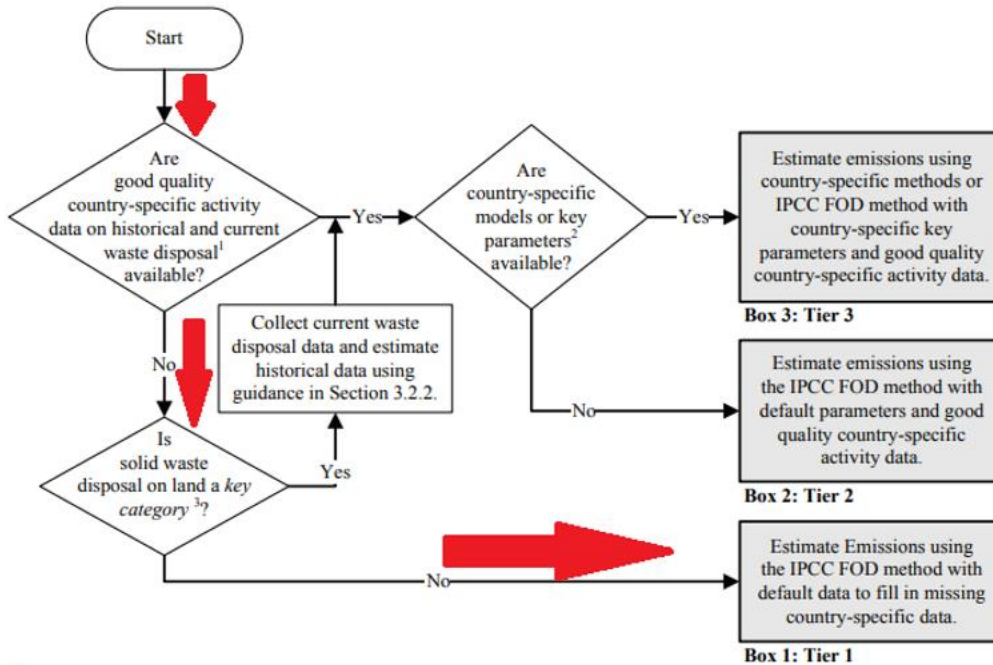 Start
Are
good quality
country-specific activity
data on historical and current
waste disposal1
available?
Yes
Are
country-specific
models or key
parameters2
available?
Yes
Estimate emissions using
country-specific methods or
IPCC FOD method with
country-specific key
parameters and good quality
country-specific activity data.
Box 3: Tier 3
No
Collect current waste
disposal data and estimate
historical data using
guidance in Section 3.2.2.
No
Estimate emissions using
the IPCC FOD method with
default parameters and good
quality country-specific
activity data.
Box 2: Tier 2
Is
solid waste
disposal on land a key
category 3?
Yes
No
Estimate Emissions using
the IPCC FOD method with
default data to fill in missing
country-specific data.
Box 1: Tier 1